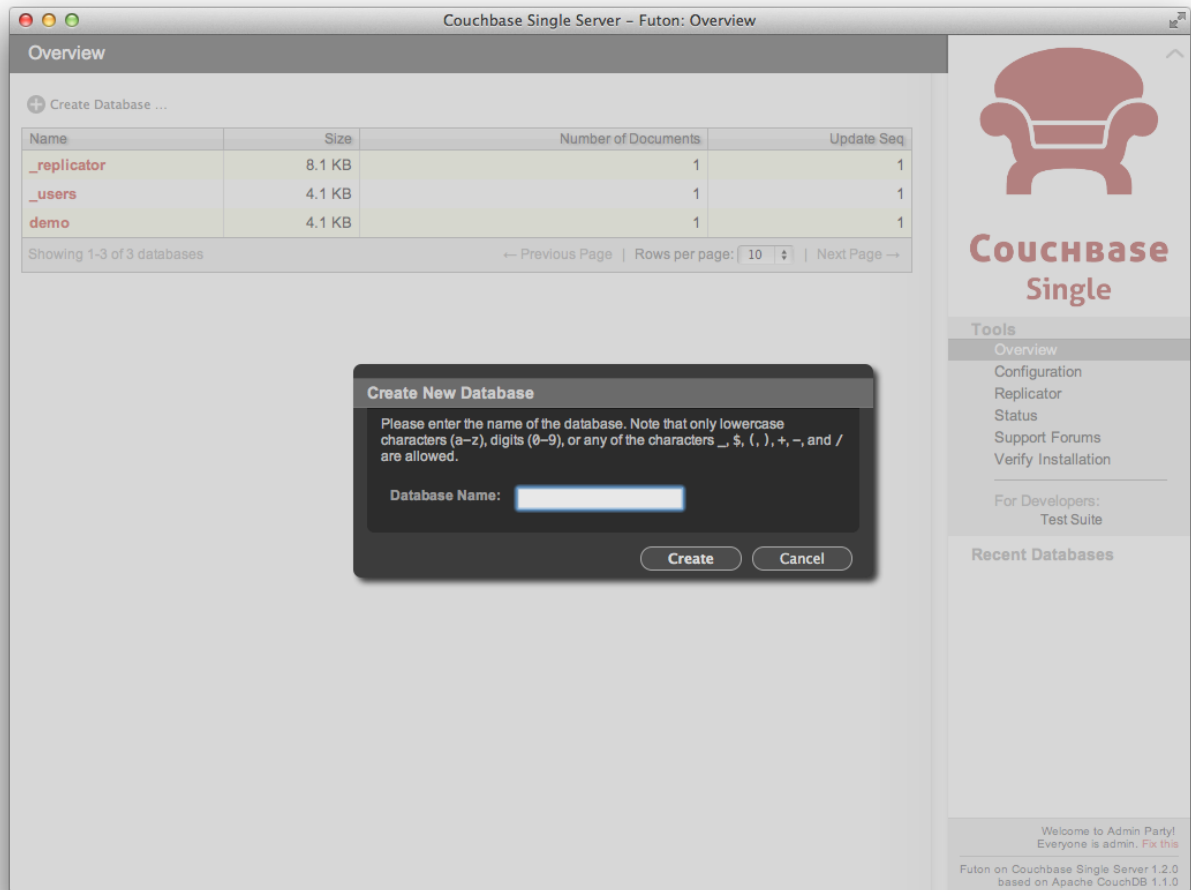 Couchbase Single Server – Futon: Overview
Overview
Create Database ...
Name Size Number of Documents Update Seq
_replicator 8.1 KB 1 1
_users 4.1 KB 1 1
demo 4.1 KB 1 1
Showing 1-3 of 3 databases ← Previous Page | Rows per page: 10 | Next Page →
Create New Database
Please enter the name of the database. Note that only lowercase
characters (a–z), digits (0–9), or any of the characters _, $, (, ), +, –, and /
are allowed.
Database Name:
Create Cancel
COUCHBASE
Single
Tools
Overview
Configuration
Replicator
Status
Support Forums
Verify Installation
For Developers:
Test Suite
Recent Databases
Welcome to Admin Party!
Everyone is admin. Fix this
Futon on Couchbase Single Server 1.2.0
based on Apache CouchDB 1.1.0